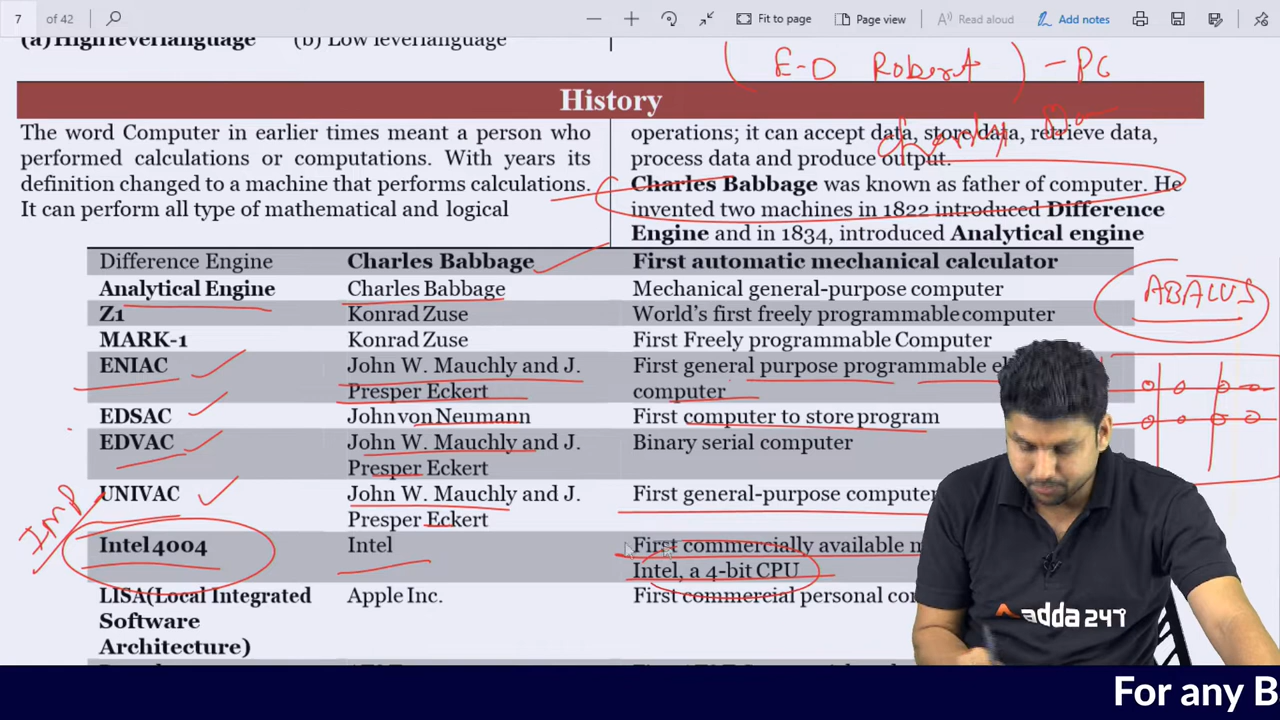 7 of 42 Fit to page Page view Read aloud Add notes
(a) High level language (b) Low level language
(E-D Robert) - PC
History
The word Computer in earlier times meant a person who
performed calculations or computations. With years its
definition changed to a machine that performs calculations.
It can perform all type of mathematical and logical
operations; it can accept data, store data, retrieve data,
process data and produce output.
Charles Babbage was known as father of computer. He
invented two machines in 1822 introduced Difference
Engine and in 1834, introduced Analytical engine
Difference Engine Charles Babbage First automatic mechanical calculator
Analytical Engine Charles Babbage Mechanical general-purpose computer
ABACUS
Z1 Konrad Zuse World's first freely programmable computer
MARK-1 Konrad Zuse First Freely programmable Computer
ENIAC John W. Mauchly and J. First general purpose programmable
Presper Eckert computer
EDSAC John von Neumann First computer to store program
EDVAC John W. Mauchly and J. Binary serial computer
Presper Eckert
UNIVAC John W. Mauchly and J. First general-purpose computer
Presper Eckert
IMP
Intel 4004 Intel First commercially available
Intel, a 4-bit CPU
LISA(Local Integrated Apple Inc. First commercial personal
Software
Architecture)
adda247
For any B